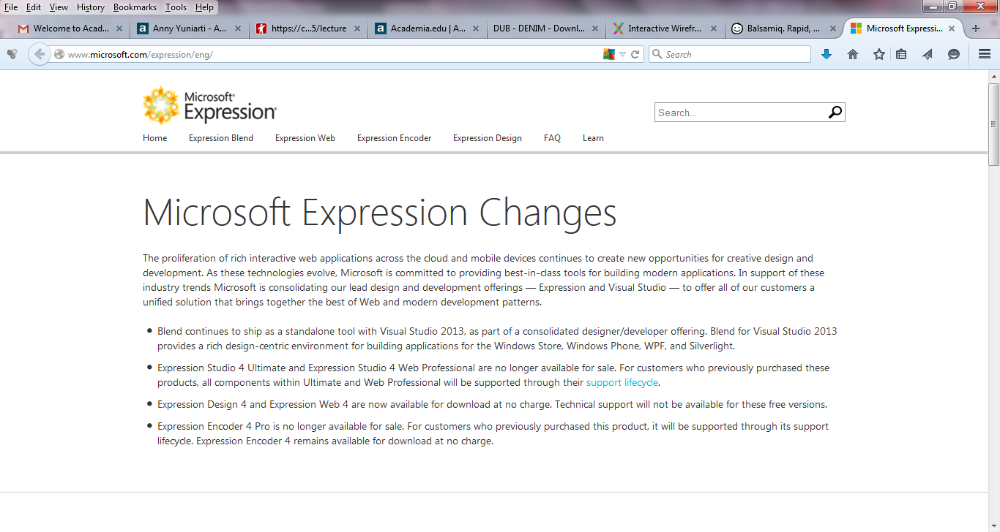 File Edit View History Bookmarks Tools Help
Welcome to Acad...
Anny Yuniarti - A...
https://c...5/lecture
Academia.edu | A...
DUB - DENIM - Downl...
Interactive Wirefr...
Balsamiq. Rapid, ...
Microsoft Expressi...
www.microsoft.com/expression/eng/
Search
Microsoft®
Expression®
Search...
Home Expression Blend Expression Web Expression Encoder Expression Design FAQ Learn
Microsoft Expression Changes
The proliferation of rich interactive web applications across the cloud and mobile devices continues to create new opportunities for creative design and
development. As these technologies evolve, Microsoft is committed to providing best-in-class tools for building modern applications. In support of these
industry trends Microsoft is consolidating our lead design and development offerings — Expression and Visual Studio — to offer all of our customers a
unified solution that brings together the best of Web and modern development patterns.
• Blend continues to ship as a standalone tool with Visual Studio 2013, as part of a consolidated designer/developer offering. Blend for Visual Studio 2013
provides a rich design-centric environment for building applications for the Windows Store, Windows Phone, WPF, and Silverlight.
• Expression Studio 4 Ultimate and Expression Studio 4 Web Professional are no longer available for sale. For customers who previously purchased these
products, all components within Ultimate and Web Professional will be supported through their support lifecycle.
• Expression Design 4 and Expression Web 4 are now available for download at no charge. Technical support will not be available for these free versions.
• Expression Encoder 4 Pro is no longer available for sale. For customers who previously purchased this product, it will be supported through its support
lifecycle. Expression Encoder 4 remains available for download at no charge.